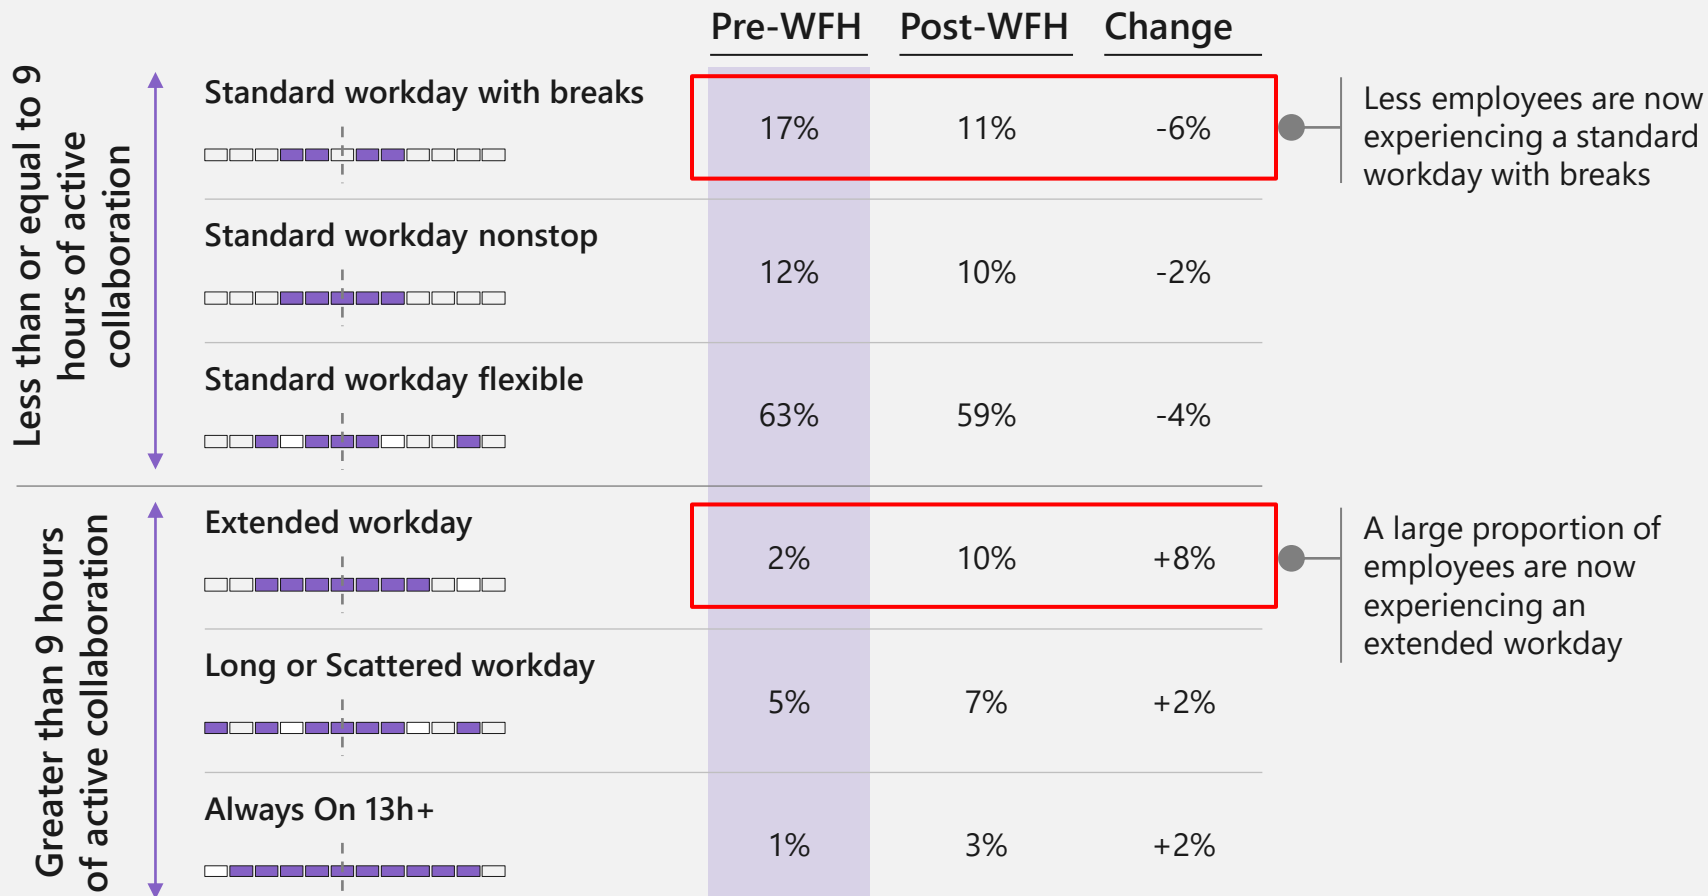 Pre-WFH Post-WFH Change
Less than or equal to 9
hours of active
collaboration
Standard workday with breaks
17% 11% -6%
Less employees are now
experiencing a standard
workday with breaks
Standard workday nonstop
12% 10% -2%
Standard workday flexible
63% 59% -4%
Greater than 9 hours
of active collaboration
Extended workday
2% 10% +8%
A large proportion of
employees are now
experiencing an
extended workday
Long or Scattered workday
5% 7% +2%
Always On 13h+
1% 3% +2%